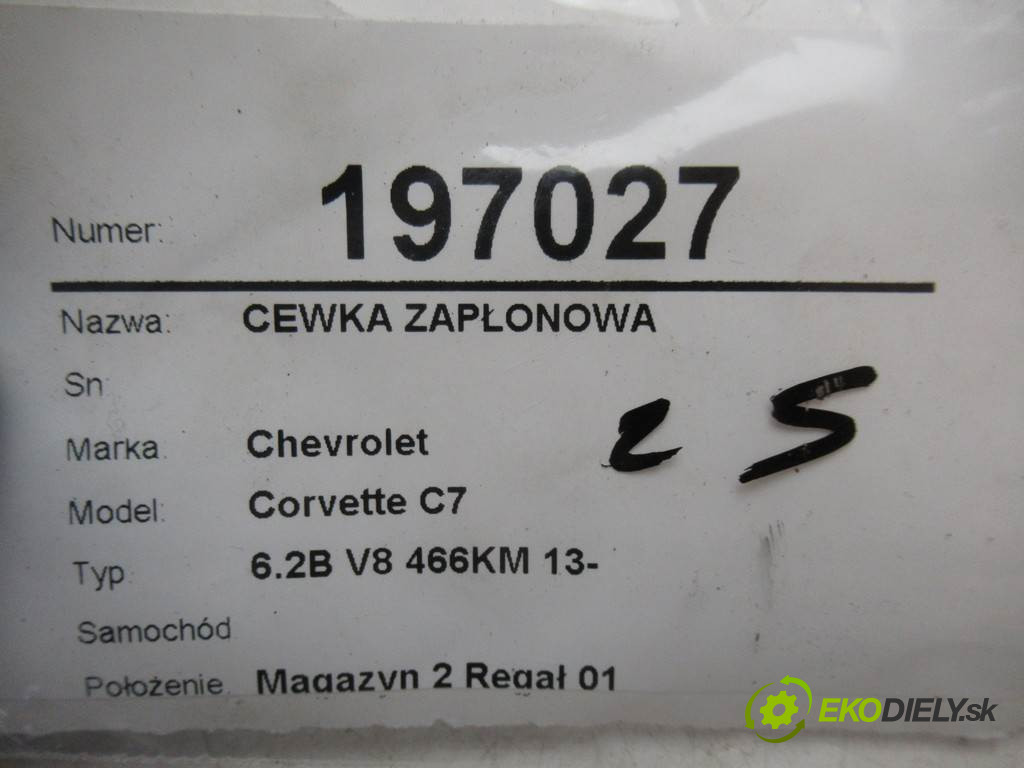 Numer: 197027
Nazwa: CEWKA ZAPŁONOWA
Sn:
2 5
Marka. Chevrolet
Model: Corvette C7
Typ. 6.2B V8 466KM 13-
Samochód
Położenie. Magazyn 2 Regał 01
EKODIELY.sk